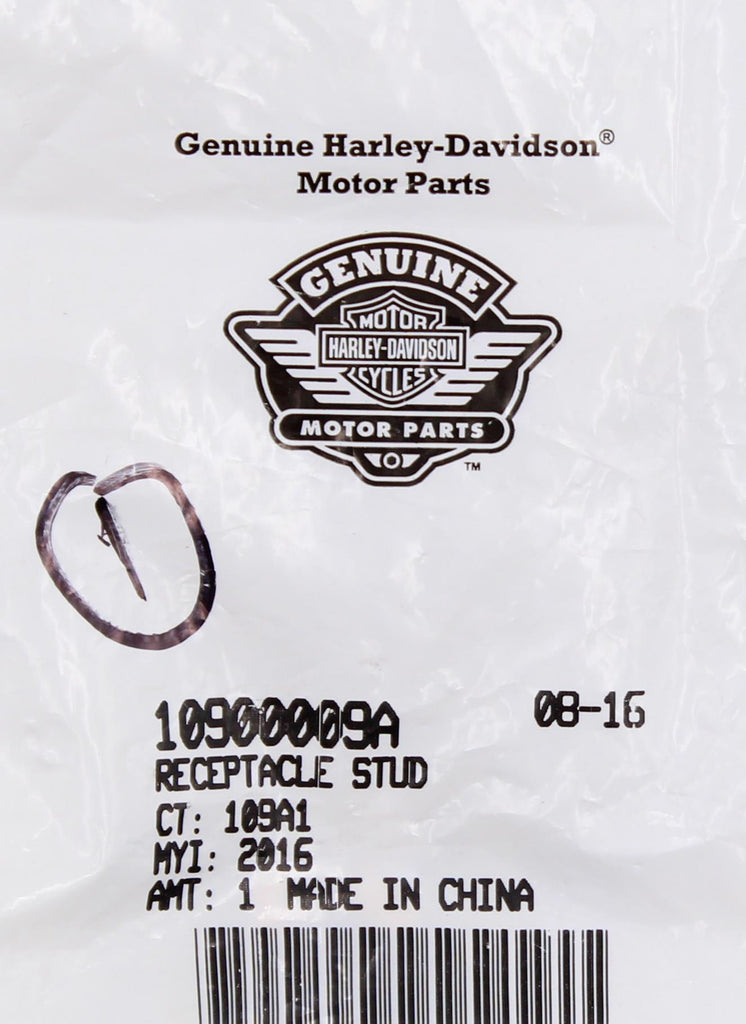 Genuine Harley-Davidson®
Motor Parts
GENUINE
MOTOR
HARLEY-DAVIDSON
CYCLES
MOTOR PARTS
TM
10900009A
08-16
RECEPTACLE STUD
CT: 109A1
MYI: 2016
AMT: 1 MADE IN CHINA